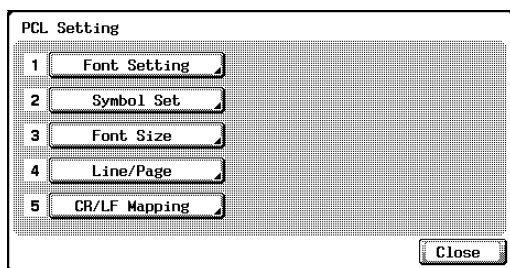 PCL Setting
1 Font Setting
2 Symbol Set
3 Font Size
4 Line/Page
5 CR/LF Mapping
Close